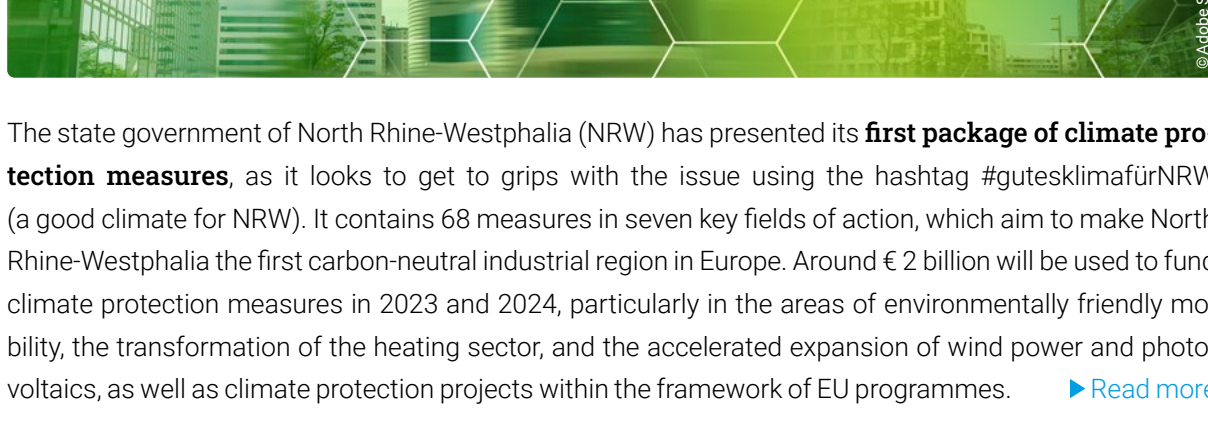 ©Adobe S
The state government of North Rhine-Westphalia (NRW) has presented its first package of climate pro-
tection measures, as it looks to get to grips with the issue using the hashtag #gutesklimafürNRW
(a good climate for NRW). It contains 68 measures in seven key fields of action, which aim to make North
Rhine-Westphalia the first carbon-neutral industrial region in Europe. Around € 2 billion will be used to fund
climate protection measures in 2023 and 2024, particularly in the areas of environmentally friendly mo-
bility, the transformation of the heating sector, and the accelerated expansion of wind power and photo-
voltaics, as well as climate protection projects within the framework of EU programmes. ▶ Read more